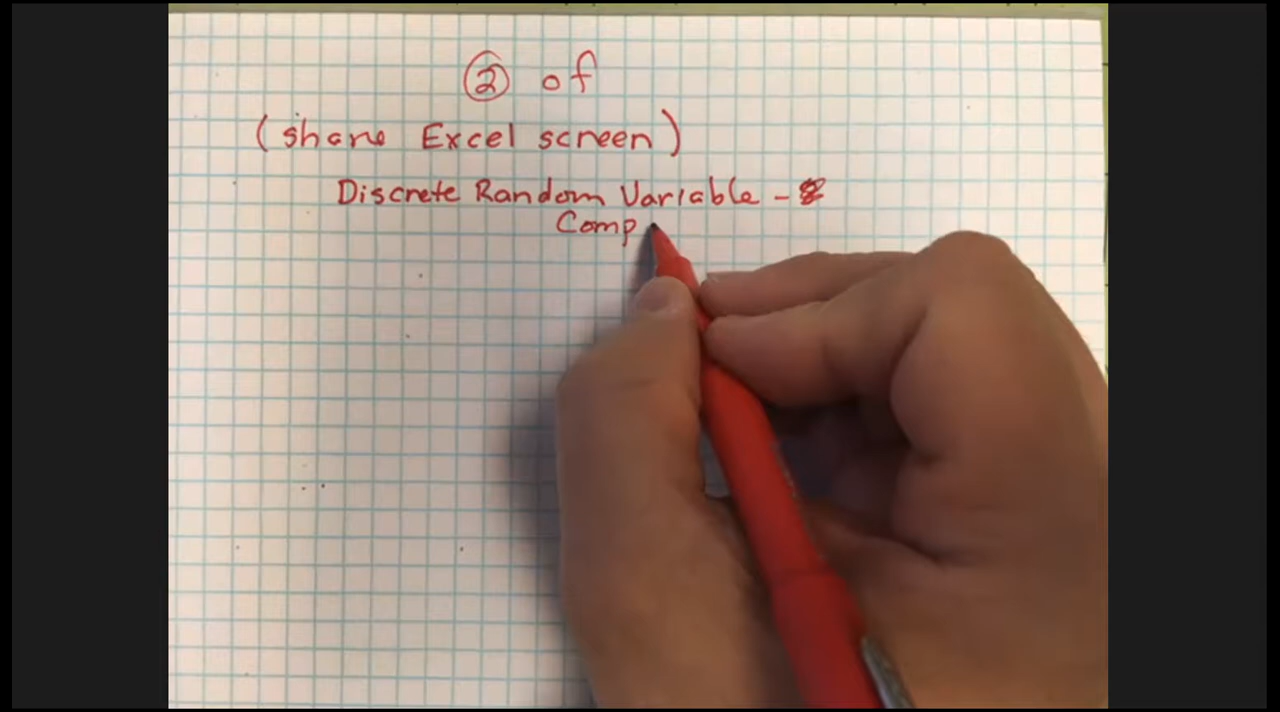 ② of
(share Excel screen)
Discrete Random Variable -
Comp